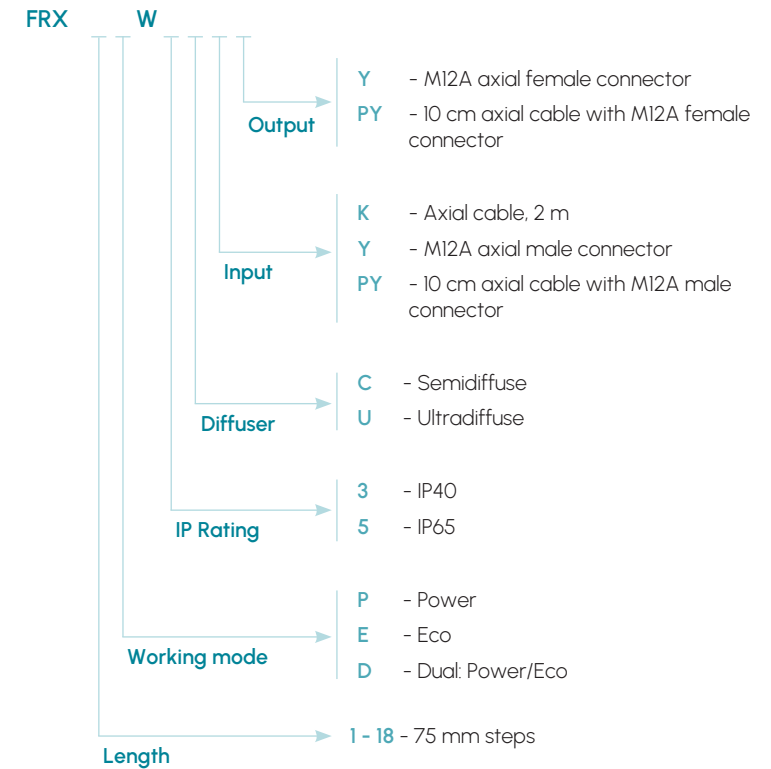 FRX W
Y - M12A axial female connector
PY - 10 cm axial cable with M12A female
connector
Output
K - Axial cable, 2 m
Y - M12A axial male connector
PY - 10 cm axial cable with M12A male
connector
Input
C - Semidiffuse
U - Ultradiffuse
Diffuser
3 - IP40
5 - IP65
IP Rating
P - Power
E - Eco
D - Dual: Power/Eco
Working mode
1 - 18 - 75 mm steps
Length